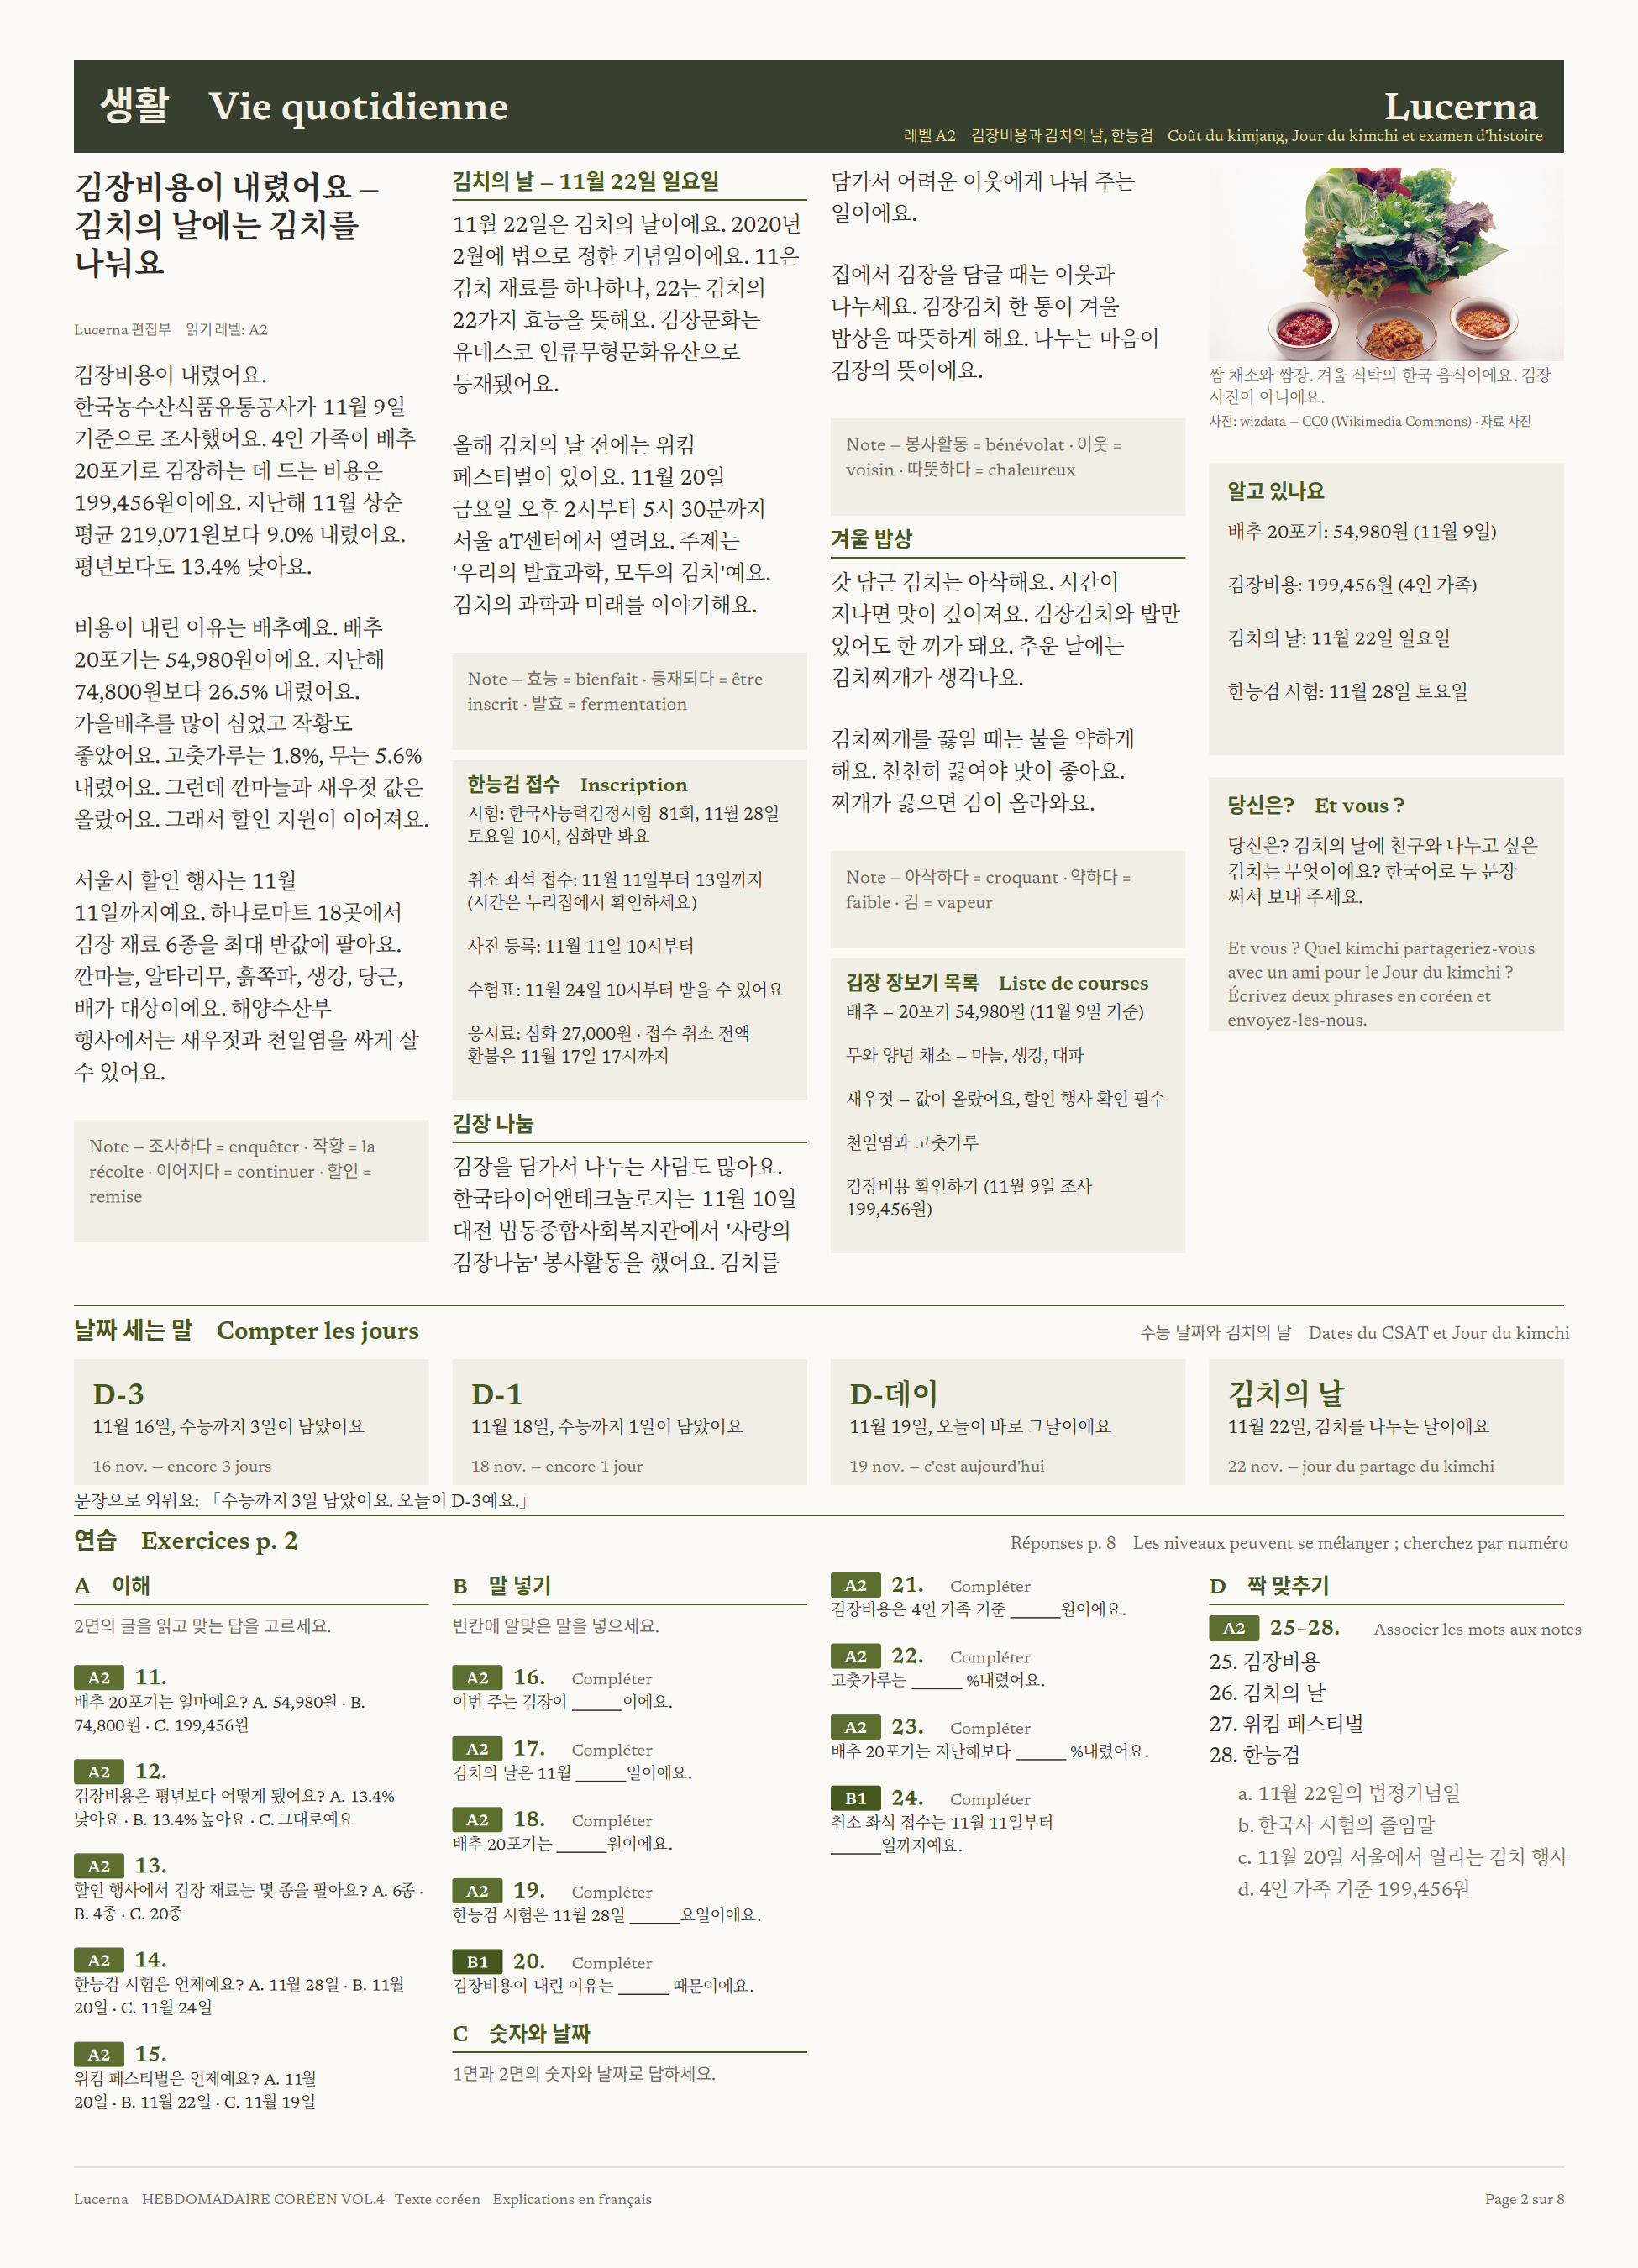 생활 Vie quotidienne
Lucerna
레벨 A2 김장비용과 김치의 날, 한능검 Coût du kimjang, Jour du kimchi et examen d'histoire
김장비용이 내렸어요 –
김치의 날에는 김치를
나눠요
Lucerna 편집부 읽기 레벨: A2
김장비용이 내렸어요.
한국농수산식품유통공사가 11월 9일
기준으로 조사했어요. 4인 가족이 배추
20포기로 김장하는 데 드는 비용은
199,456원이에요. 지난해 11월 상순
평균 219,071원보다 9.0% 내렸어요.
평년보다도 13.4% 낮아요.
비용이 내린 이유는 배추예요. 배추
20포기는 54,980원이에요. 지난해
74,800원보다 26.5% 내렸어요.
가을배추를 많이 심었고 작황도
좋았어요. 고춧가루는 1.8%, 무는 5.6%
내렸어요. 그런데 깐마늘과 새우젓 값은
올랐어요. 그래서 할인 지원이 이어져요.
서울시 할인 행사는 11월
11일까지예요. 하나로마트 18곳에서
김장 재료 6종을 최대 반값에 팔아요.
깐마늘, 알타리무, 흙쪽파, 생강, 당근,
배가 대상이에요. 해양수산부
행사에서는 새우젓과 천일염을 싸게 살
수 있어요.
Note – 조사하다 = enquêter · 작황 = la
récolte · 이어지다 = continuer · 할인 =
remise
김치의 날 – 11월 22일 일요일
11월 22일은 김치의 날이에요. 2020년
2월에 법으로 정한 기념일이에요. 11은
김치 재료를 하나하나, 22는 김치의
22가지 효능을 뜻해요. 김장문화는
유네스코 인류무형문화유산으로
등재됐어요.
올해 김치의 날 전에는 위킴
페스티벌이 있어요. 11월 20일
금요일 오후 2시부터 5시 30분까지
서울 aT센터에서 열려요. 주제는
'우리의 발효과학, 모두의 김치'예요.
김치의 과학과 미래를 이야기해요.
Note – 효능 = bienfait · 등재되다 = être
inscrit · 발효 = fermentation
한능검 접수 Inscription
시험: 한국사능력검정시험 81회, 11월 28일
토요일 10시, 심화만 봐요
취소 좌석 접수: 11월 11일부터 13일까지
(시간은 누리집에서 확인하세요)
사진 등록: 11월 11일 10시부터
수험표: 11월 24일 10시부터 받을 수 있어요
응시료: 심화 27,000원 · 접수 취소 전액
환불은 11월 17일 17시까지
김장 나눔
김장을 담가서 나누는 사람도 많아요.
한국타이어앤테크놀로지는 11월 10일
대전 법동종합사회복지관에서 '사랑의
김장나눔' 봉사활동을 했어요. 김치를
담가서 어려운 이웃에게 나눠 주는
일이에요.
집에서 김장을 담글 때는 이웃과
나누세요. 김장김치 한 통이 겨울
밥상을 따뜻하게 해요. 나누는 마음이
김장의 뜻이에요.
Note – 봉사활동 = bénévolat · 이웃 =
voisin · 따뜻하다 = chaleureux
겨울 밥상
갓 담근 김치는 아삭해요. 시간이
지나면 맛이 깊어져요. 김장김치와 밥만
있어도 한 끼가 돼요. 추운 날에는
김치찌개가 생각나요.
김치찌개를 끓일 때는 불을 약하게
해요. 천천히 끓여야 맛이 좋아요.
찌개가 끓으면 김이 올라와요.
Note – 아삭하다 = croquant · 약하다 =
faible · 김 = vapeur
김장 장보기 목록 Liste de courses
배추 – 20포기 54,980원 (11월 9일 기준)
무와 양념 채소 – 마늘, 생강, 대파
새우젓 – 값이 올랐어요, 할인 행사 확인 필수
천일염과 고춧가루
김장비용 확인하기 (11월 9일 조사
199,456원)
쌈 채소와 쌈장. 겨울 식탁의 한국 음식이에요. 김장
사진이 아니에요.
사진: wizdata – CC0 (Wikimedia Commons) · 자료 사진
알고 있나요
배추 20포기: 54,980원 (11월 9일)
김장비용: 199,456원 (4인 가족)
김치의 날: 11월 22일 일요일
한능검 시험: 11월 28일 토요일
당신은? Et vous ?
당신은? 김치의 날에 친구와 나누고 싶은
김치는 무엇이에요? 한국어로 두 문장
써서 보내 주세요.
Et vous ? Quel kimchi partageriez-vous
avec un ami pour le Jour du kimchi ?
Écrivez deux phrases en coréen et
envoyez-les-nous.
날짜 세는 말 Compter les jours
수능 날짜와 김치의 날 Dates du CSAT et Jour du kimchi
D-3
11월 16일, 수능까지 3일이 남았어요
16 nov. – encore 3 jours
D-1
11월 18일, 수능까지 1일이 남았어요
18 nov. – encore 1 jour
D-데이
11월 19일, 오늘이 바로 그날이에요
19 nov. – c'est aujourd'hui
김치의 날
11월 22일, 김치를 나누는 날이에요
22 nov. – jour du partage du kimchi
문장으로 외워요: 「수능까지 3일 남았어요. 오늘이 D-3예요.」
연습 Exercices p. 2
Réponses p. 8 Les niveaux peuvent se mélanger ; cherchez par numéro
A 이해
2면의 글을 읽고 맞는 답을 고르세요.
A2 11.
배추 20포기는 얼마예요? A. 54,980원 · B.
74,800원 · C. 199,456원
A2 12.
김장비용은 평년보다 어떻게 됐어요? A. 13.4%
낮아요 · B. 13.4% 높아요 · C. 그대로예요
A2 13.
할인 행사에서 김장 재료는 몇 종을 팔아요? A. 6종 ·
B. 4종 · C. 20종
A2 14.
한능검 시험은 언제예요? A. 11월 28일 · B. 11월
20일 · C. 11월 24일
A2 15.
위킴 페스티벌은 언제예요? A. 11월
20일 · B. 11월 22일 · C. 11월 19일
B 말 넣기
빈칸에 알맞은 말을 넣으세요.
A2 16. Compléter
이번 주는 김장이 ______이에요.
A2 17. Compléter
김치의 날은 11월 ______일이에요.
A2 18. Compléter
배추 20포기는 ______원이에요.
A2 19. Compléter
한능검 시험은 11월 28일 ______요일이에요.
B1 20. Compléter
김장비용이 내린 이유는 ______ 때문이에요.
C 숫자와 날짜
1면과 2면의 숫자와 날짜로 답하세요.
A2 21. Compléter
김장비용은 4인 가족 기준 ______원이에요.
A2 22. Compléter
고춧가루는 ______ %내렸어요.
A2 23. Compléter
배추 20포기는 지난해보다 ______ %내렸어요.
B1 24. Compléter
취소 좌석 접수는 11월 11일부터
______일까지예요.
D 짝 맞추기
A2 25–28. Associer les mots aux notes
25. 김장비용
26. 김치의 날
27. 위킴 페스티벌
28. 한능검
a. 11월 22일의 법정기념일
b. 한국사 시험의 줄임말
c. 11월 20일 서울에서 열리는 김치 행사
d. 4인 가족 기준 199,456원
Lucerna HEBDOMADAIRE CORÉEN VOL.4 Texte coréen Explications en français
Page 2 sur 8